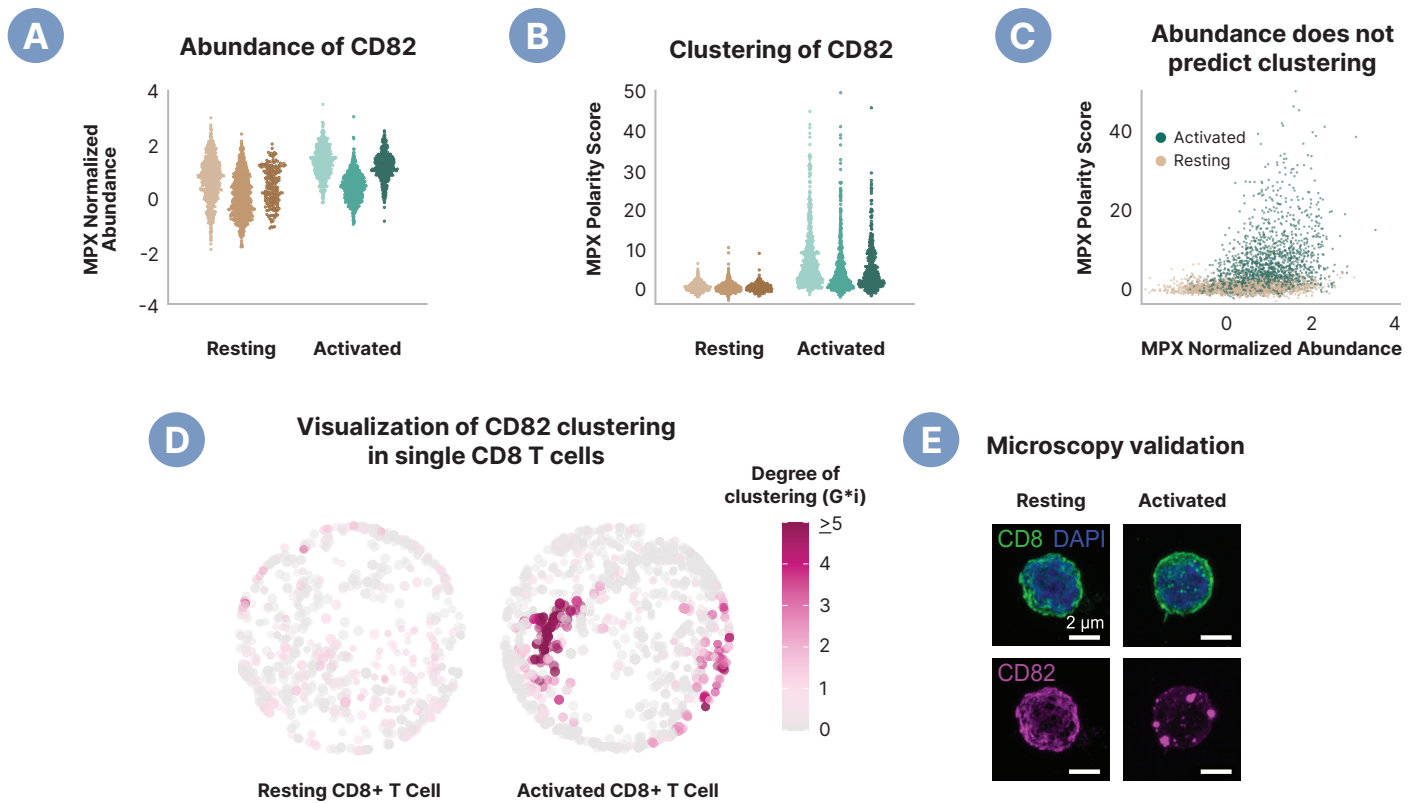 A
Abundance of CD82
MPX Normalized
Abundance
4
2
0
-2
-4
Resting
Activated
B
Clustering of CD82
MPX Polarity Score
50
40
30
20
10
0
Resting
Activated
C
Abundance does not
predict clustering
MPX Polarity Score
40
20
0
Activated
Resting
0
2
4
MPX Normalized Abundance
D
Visualization of CD82 clustering
in single CD8 T cells
Degree of
clustering (G*i)
≥5
4
3
2
1
0
Resting CD8+ T Cell
Activated CD8+ T Cell
E
Microscopy validation
Resting
Activated
CD8 DAPI
2 µm
CD82